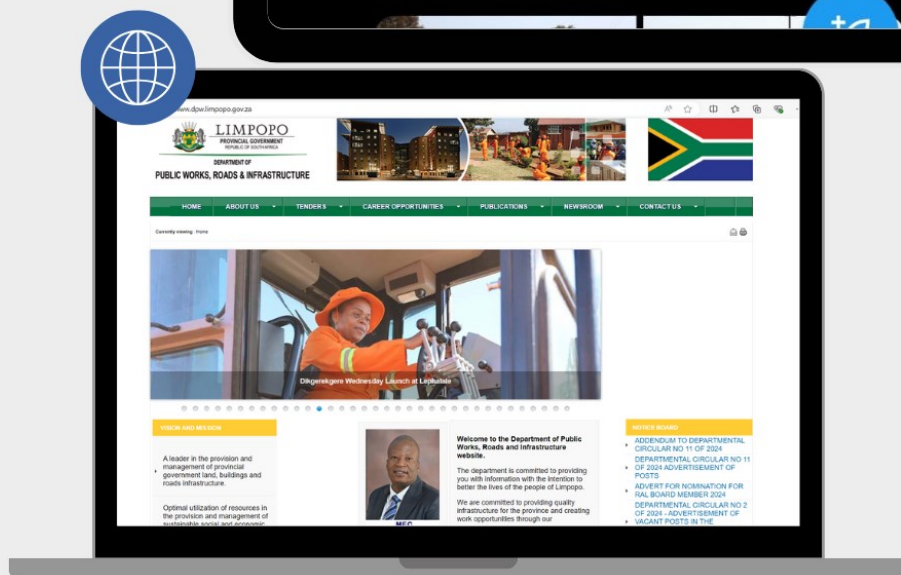 www.dpw.limpopo.gov.za
LIMPOPO
PROVINCIAL GOVERNMENT
REPUBLIC OF SOUTH AFRICA
DEPARTMENT OF
PUBLIC WORKS, ROADS & INFRASTRUCTURE
HOME ABOUT US TENDERS CAREER OPPORTUNITIES PUBLICATIONS NEWSROOM CONTACT US
Currently viewing : Home
Dikgerekgere Wednesday Launch at Lephalale
VISION AND MISSION
A leader in the provision and
management of provincial
government land, buildings and
roads infrastructure.
Optimal utilization of resources in
the provision and management of
sustainable social and economic
MEC
Welcome to the Department of Public
Works, Roads and Infrastructure
website.
The department is committed to providing
you with information with the intention to
better the lives of the people of Limpopo.
We are committed to providing quality
infrastructure for the province and creating
work opportunities through our
NOTICE BOARD
ADDENDUM TO DEPARTMENTAL
CIRCULAR NO 11 OF 2024
DEPARTMENTAL CIRCULAR NO 11
OF 2024 ADVERTISEMENT OF
POSTS
ADVERT FOR NOMINATION FOR
RAL BOARD MEMBER 2024
DEPARTMENTAL CIRCULAR NO 2
OF 2024 - ADVERTISEMENT OF
VACANT POSTS IN THE